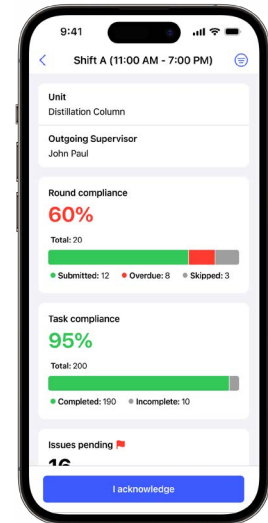 9:41
Shift A (11:00 AM - 7:00 PM)
Unit
Distillation Column
Outgoing Supervisor
John Paul
Round compliance
60%
Total: 20
Submitted: 12 Overdue: 8 Skipped: 3
Task compliance
95%
Total: 200
Completed: 190 Incomplete: 10
Issues pending
16
I acknowledge